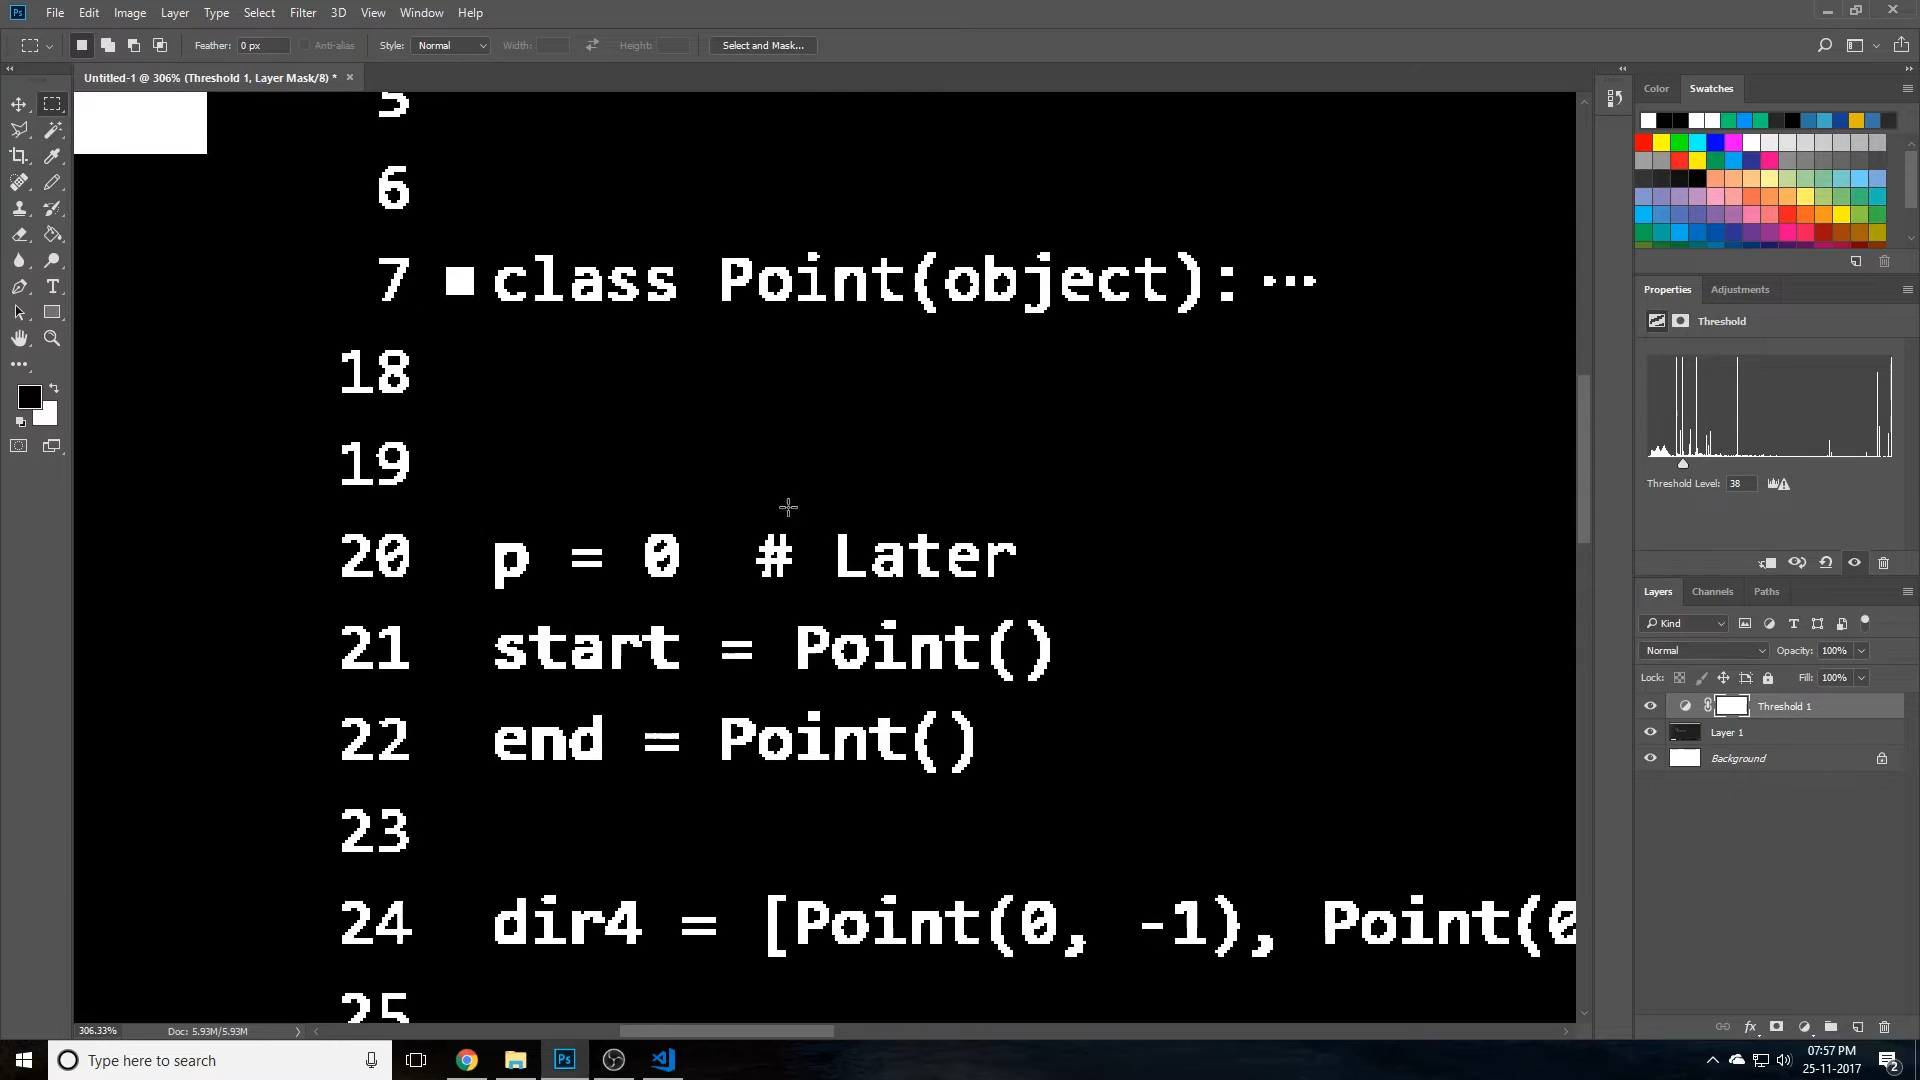 Ps File Edit Image Layer Type Select Filter 3D View Window Help
Feather: 0 px Anti-alias Style: Normal Width: Height: Select and Mask...
Untitled-1 @ 306% (Threshold 1, Layer Mask/8) *
5
6
7 class Point(object): ...
18
19
20 p = 0 # Later
21 start = Point()
22 end = Point()
23
24 dir4 = [Point(0, -1), Point(0
25
306.33% Doc: 5.93M/5.93M
Color Swatches
Properties Adjustments
Threshold
Threshold Level: 38
Layers Channels Paths
Kind
Normal Opacity: 100%
Lock: Fill: 100%
Threshold 1
Layer 1
Background
Type here to search
Ps
07:57 PM
25-11-2017
2